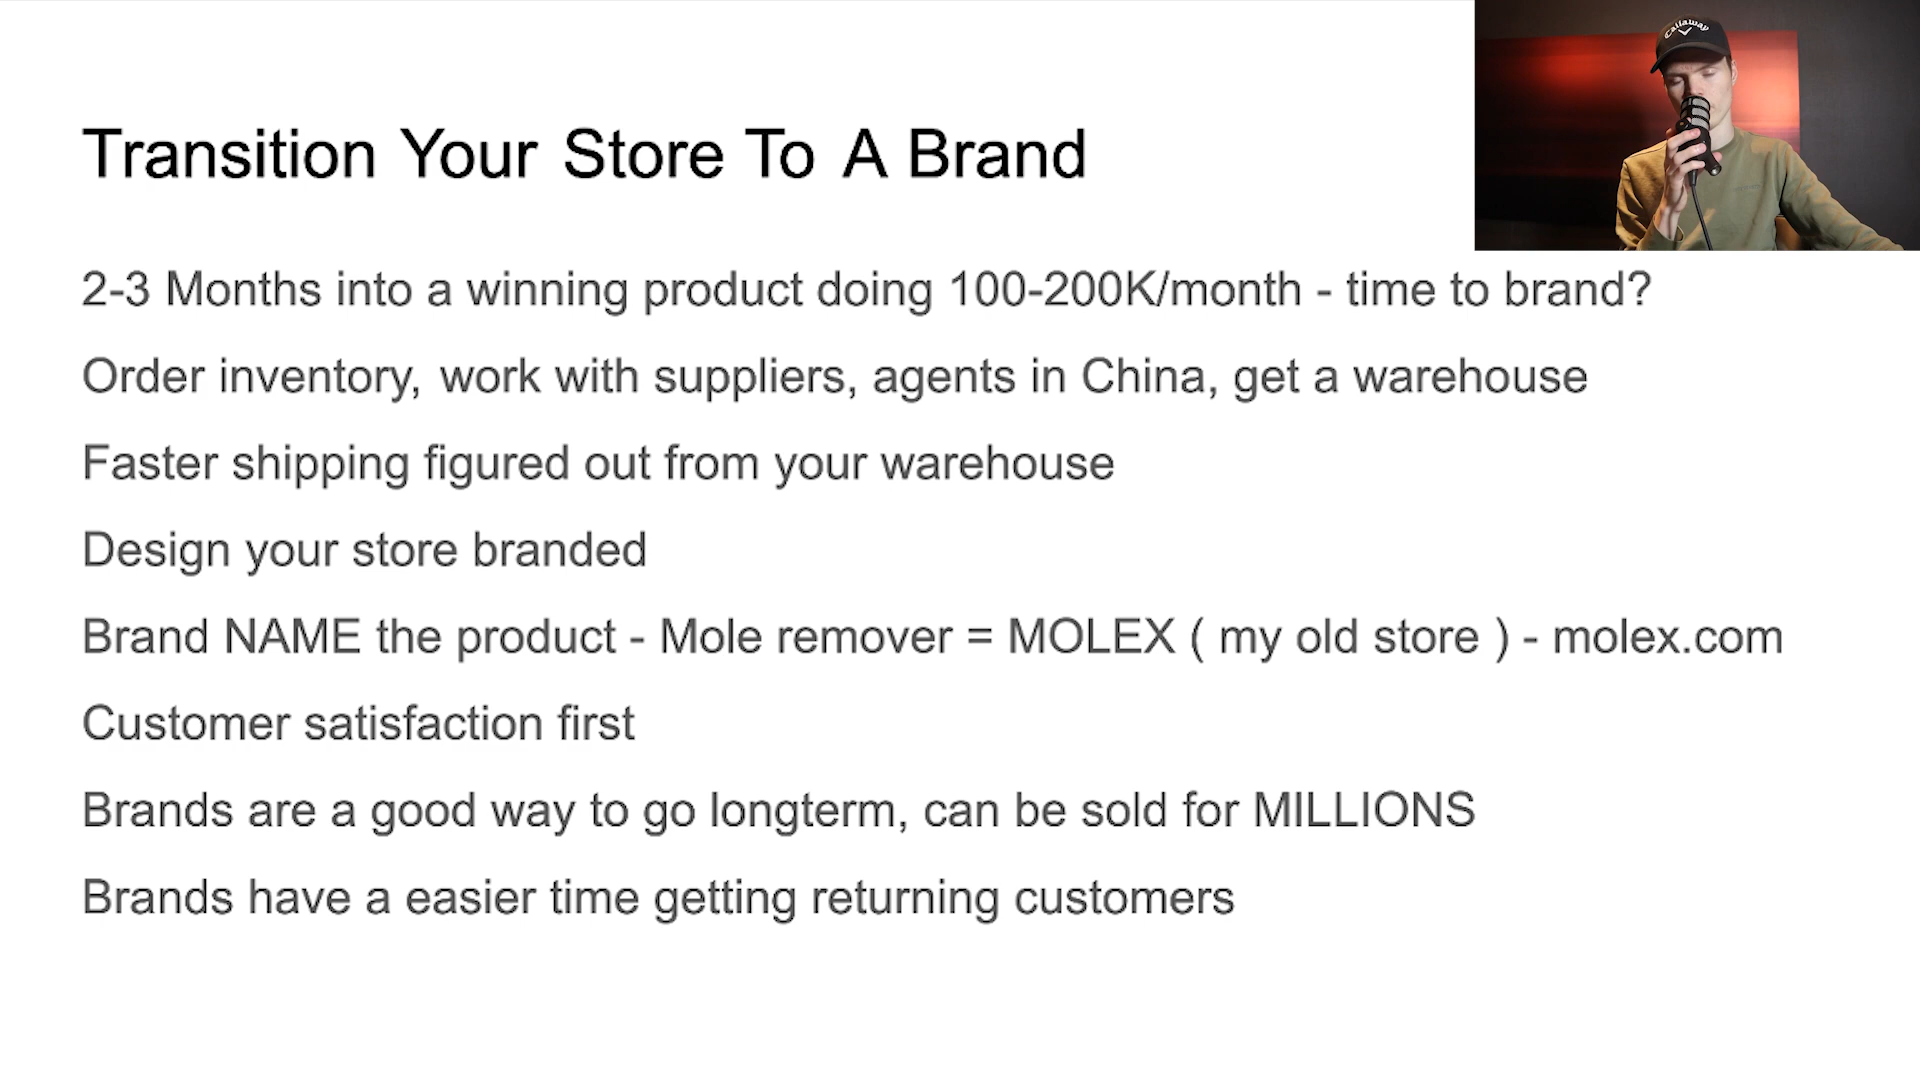 Callaway
Transition Your Store To A Brand
2-3 Months into a winning product doing 100-200K/month - time to brand?
Order inventory, work with suppliers, agents in China, get a warehouse
Faster shipping figured out from your warehouse
Design your store branded
Brand NAME the product - Mole remover = MOLEX ( my old store ) - molex.com
Customer satisfaction first
Brands are a good way to go longterm, can be sold for MILLIONS
Brands have a easier time getting returning customers